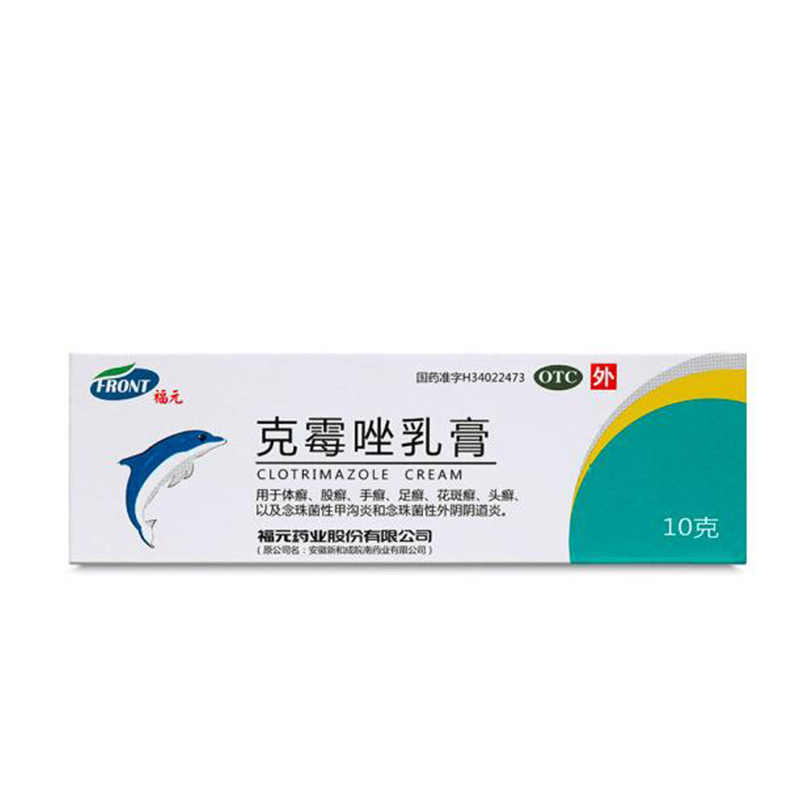 FRONT
福元
国药准字H34022473 OTC 外
克霉唑乳膏
CLOTRIMAZOLE CREAM
用于体癣、股癣、手癣、足癣、花斑癣、头癣、
以及念珠菌性甲沟炎和念珠菌性外阴阴道炎。
福元药业股份有限公司
(原公司名：安徽新和成皖南药业有限公司)
10克